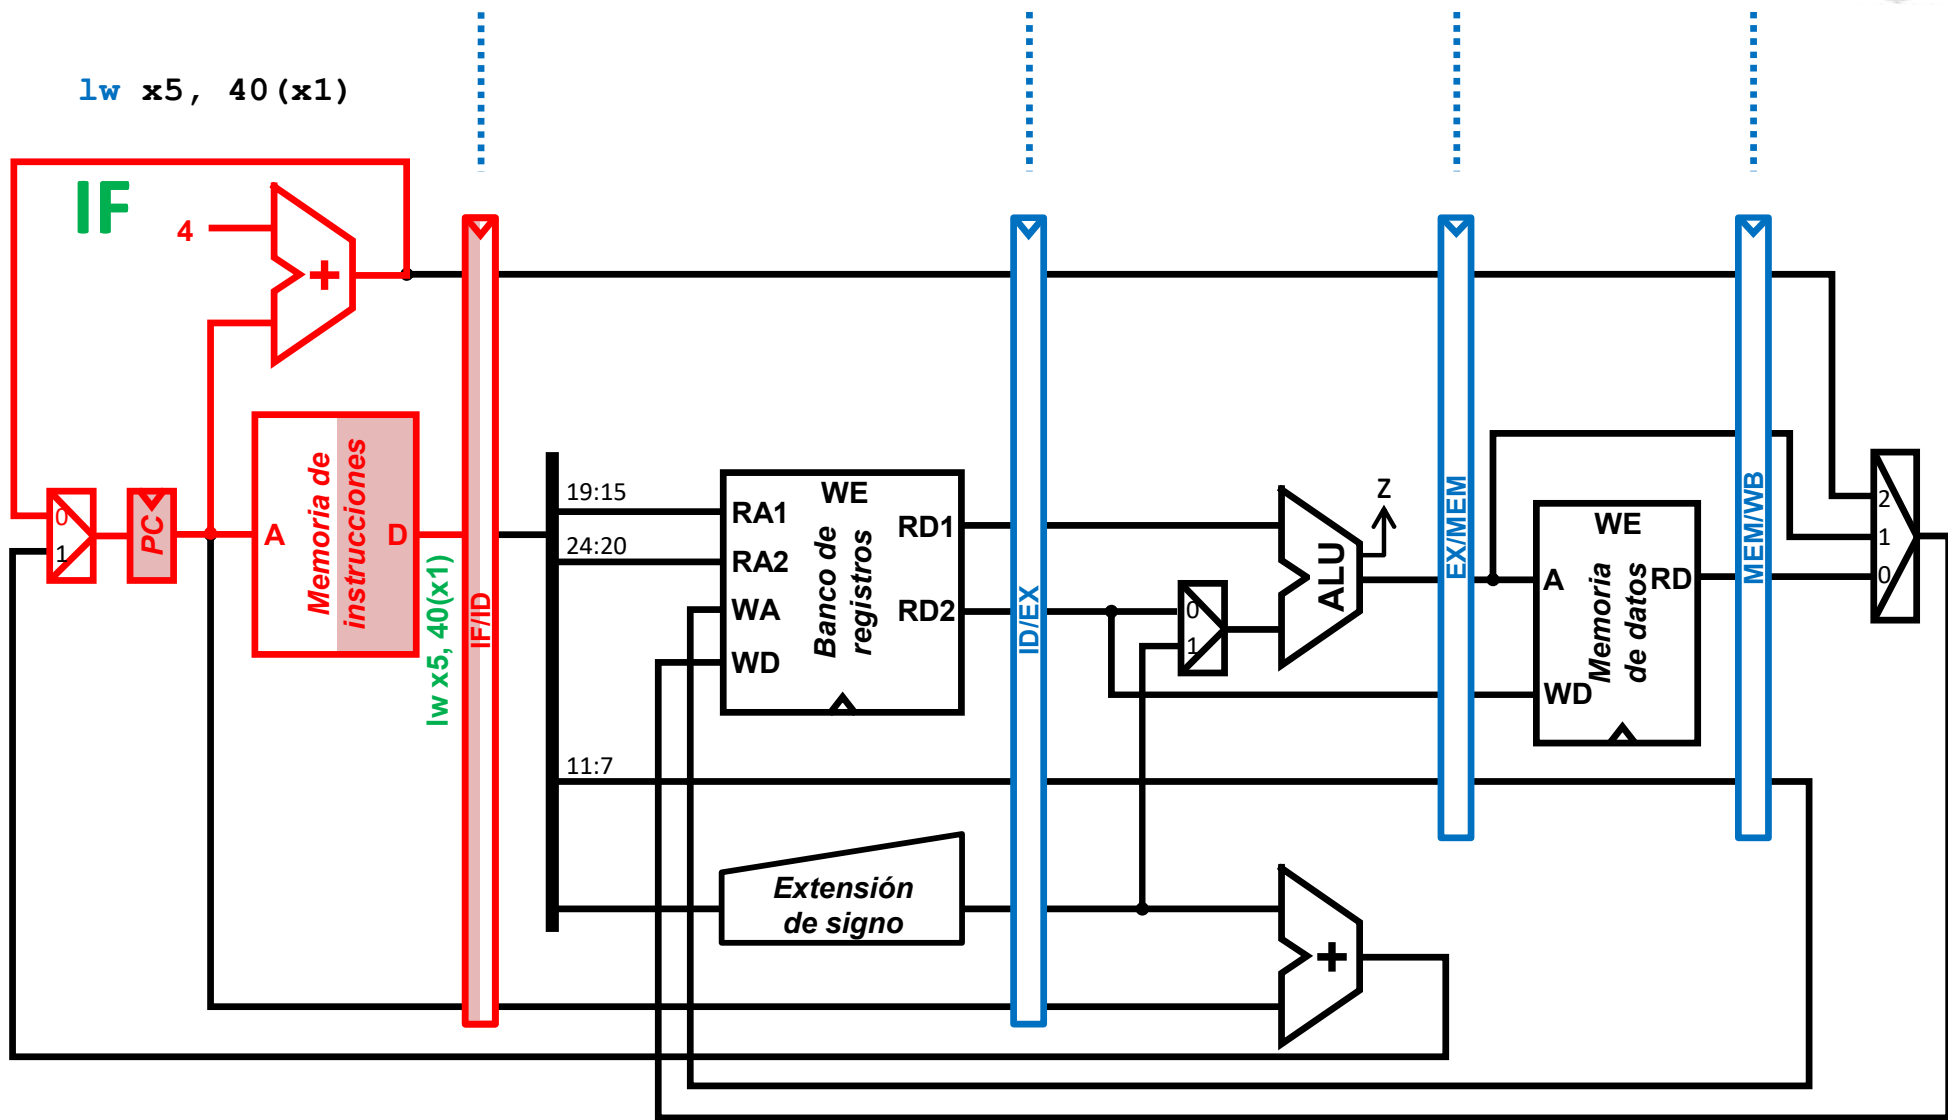 lw x5, 40(x1)
IF
4
+
0
1
PC
A
Memoria de
instrucciones
D
lw x5, 40(x1)
IF/ID
19:15
24:20
11:7
RA1
RA2
WA
WD
WE
Banco de
registros
RD1
RD2
Extensión
de signo
ID/EX
0
1
ALU
Z
+
EX/MEM
WE
A
RD
WD
Memoria
de datos
MEM/WB
2
1
0